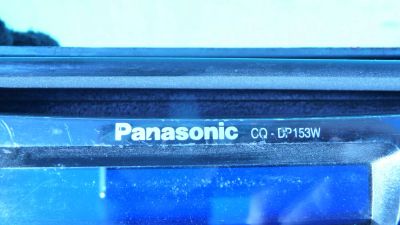 Panasonic CQ - DP153W